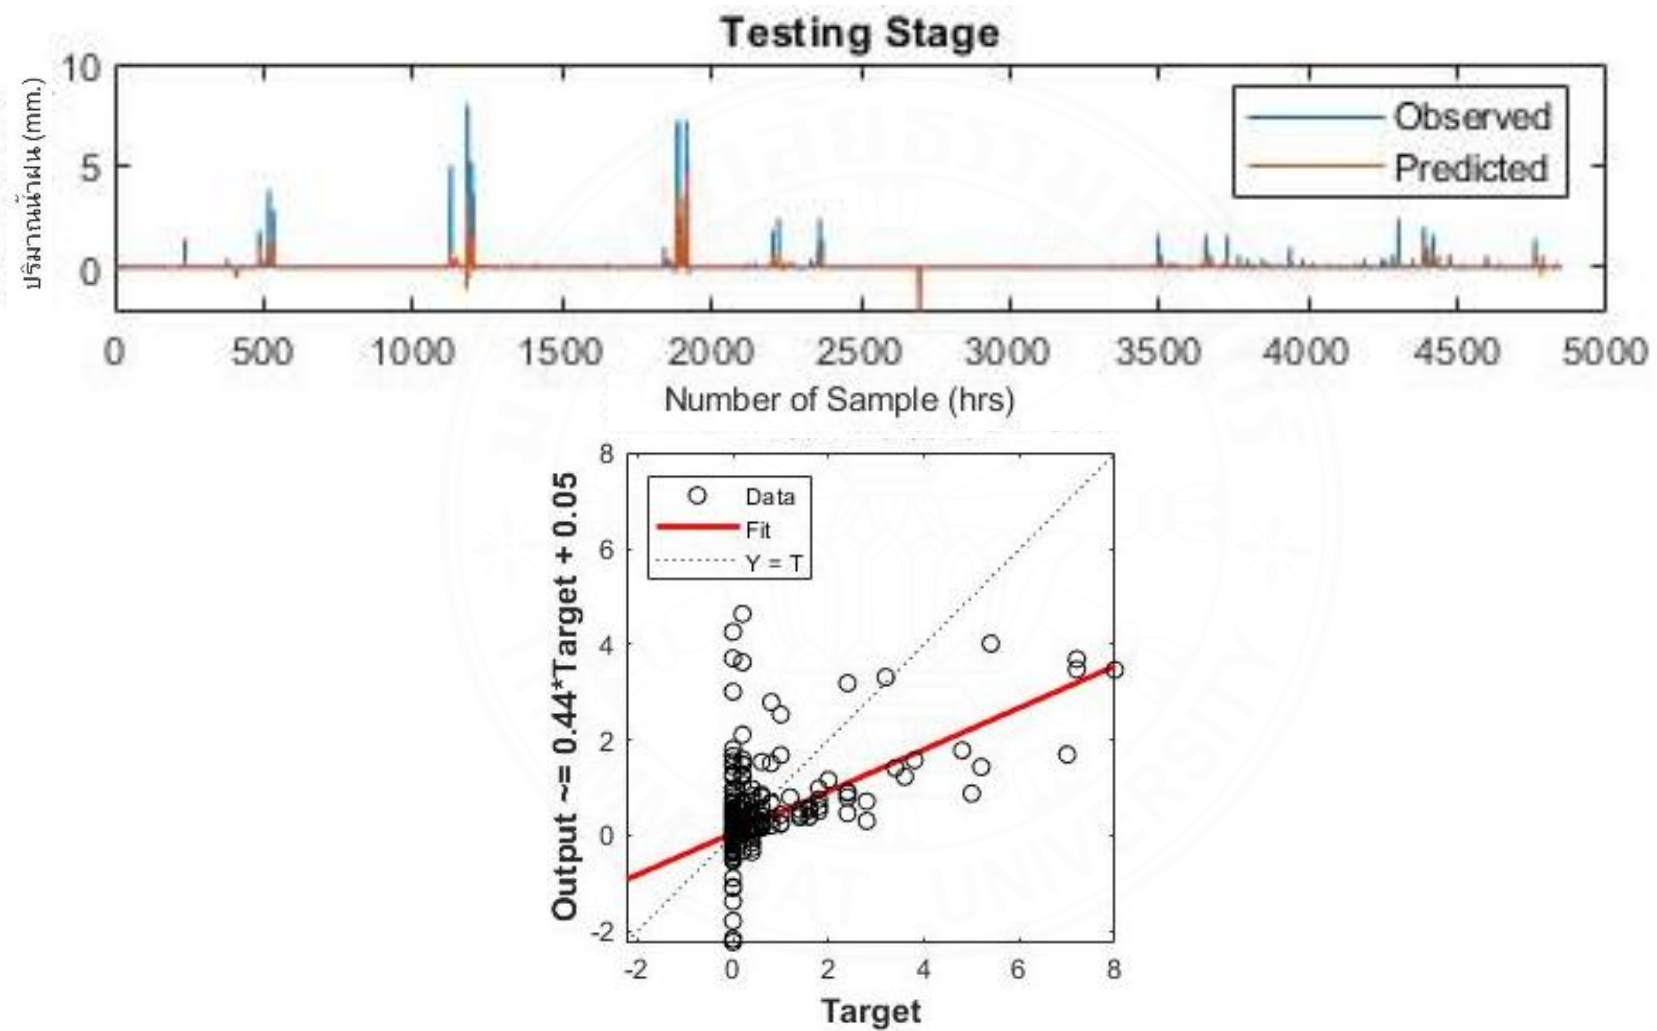 Testing Stage
10
5
0
ปริมาณน้ำฝน (mm.)
Observed
Predicted
0 500 1000 1500 2000 2500 3000 3500 4000 4500 5000
Number of Sample (hrs)
8
6
4
2
0
-2
Output ~= 0.44*Target + 0.05
Data
Fit
Y = T
-2 0 2 4 6 8
Target
UNIVERSITY